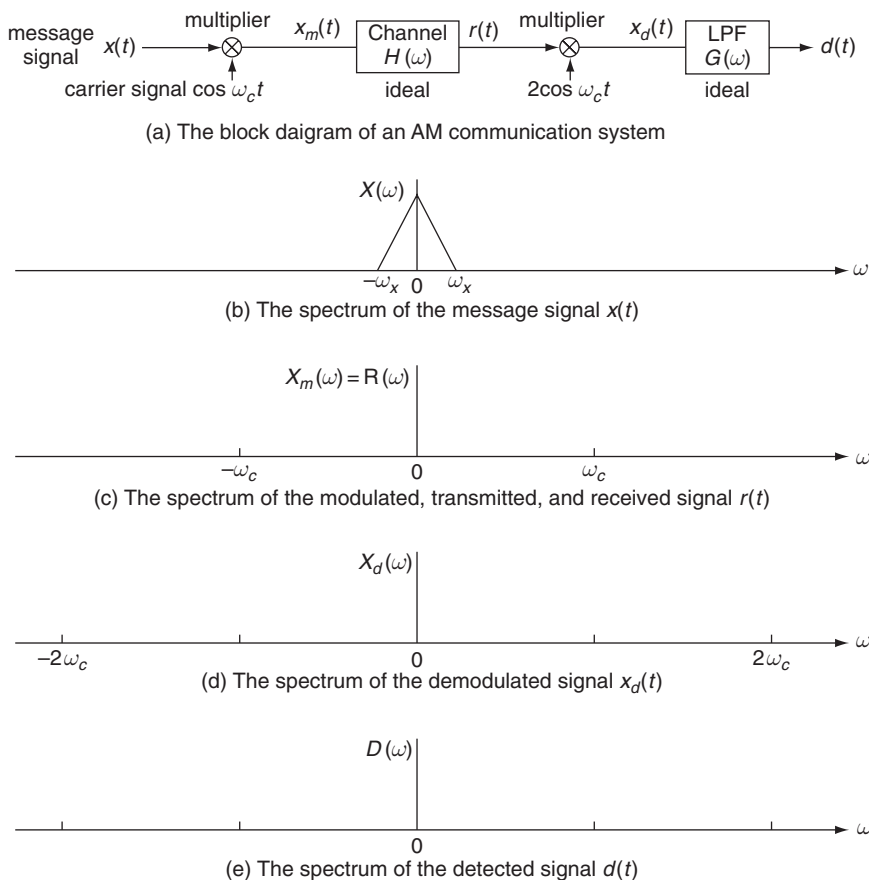 multiplier multiplier
message signal x(t) x_m(t) Channel H(ω) r(t) x_d(t) LPF G(ω) d(t)
carrier signal cos ω_c t ideal 2cos ω_c t ideal
(a) The block daigram of an AM communication system
X(ω)
−ω_x 0 ω_x ω
(b) The spectrum of the message signal x(t)
X_m(ω) = R(ω)
−ω_c 0 ω_c ω
(c) The spectrum of the modulated, transmitted, and received signal r(t)
X_d(ω)
−2ω_c 0 2ω_c ω
(d) The spectrum of the demodulated signal x_d(t)
D(ω)
0 ω
(e) The spectrum of the detected signal d(t)